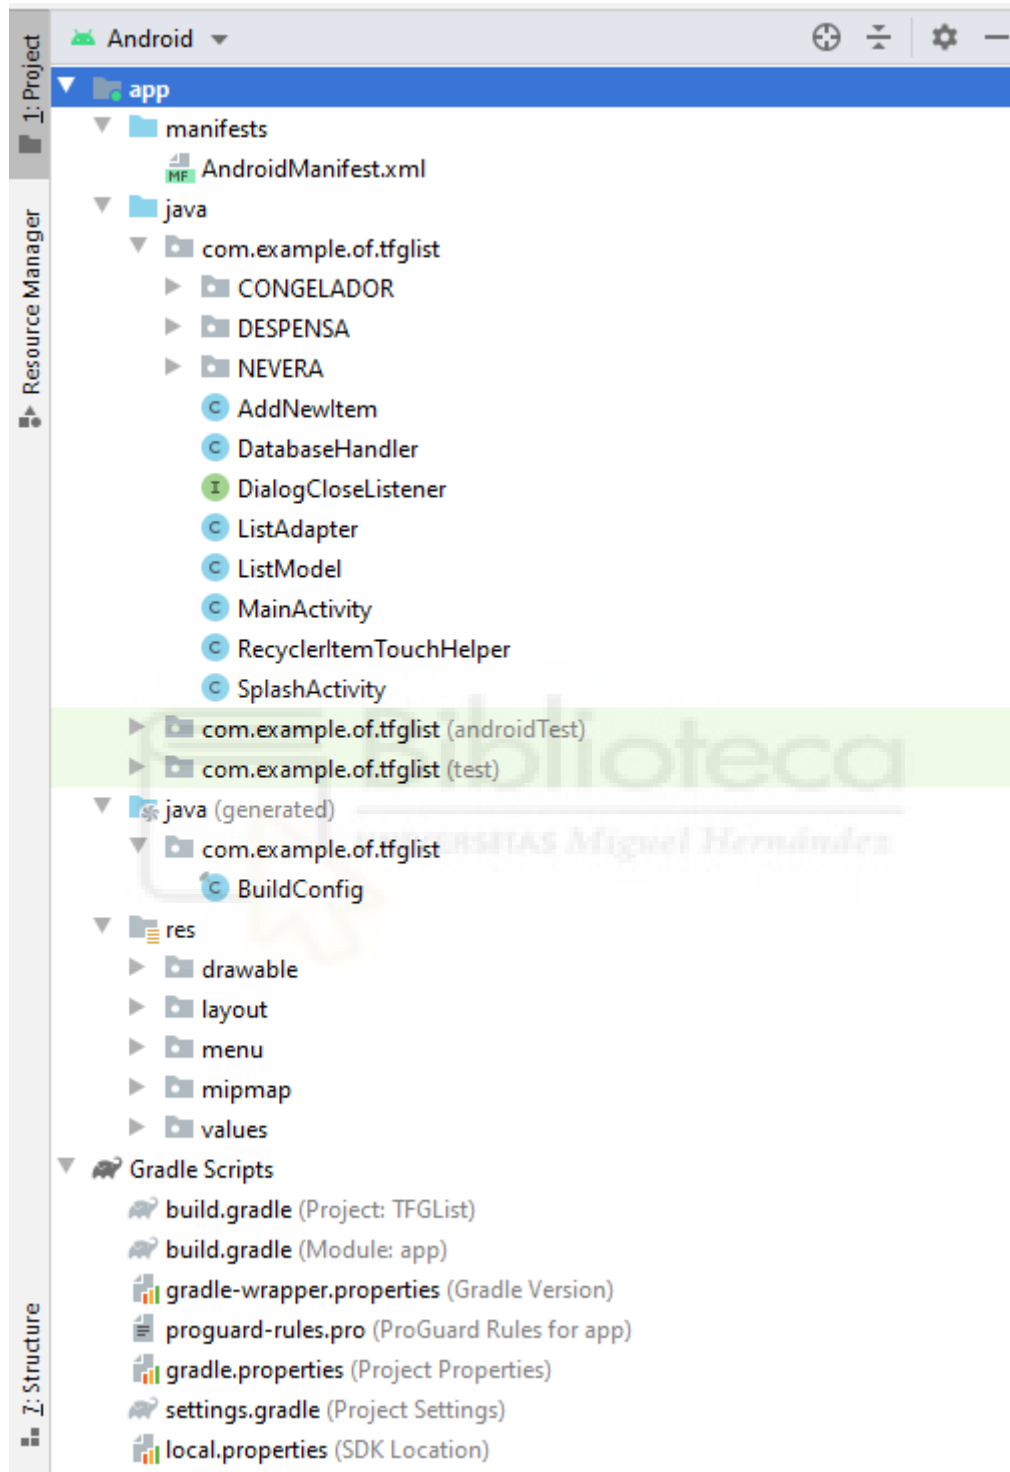 Android
1: Project
Resource Manager
7: Structure
app
manifests
MF AndroidManifest.xml
java
com.example.of.tfglist
CONGELADOR
DESPENSA
NEVERA
C AddNewItem
C DatabaseHandler
I DialogCloseListener
C ListAdapter
C ListModel
C MainActivity
C RecyclerItemTouchHelper
C SplashActivity
com.example.of.tfglist (androidTest)
com.example.of.tfglist (test)
java (generated)
com.example.of.tfglist
C BuildConfig
res
drawable
layout
menu
mipmap
values
Gradle Scripts
build.gradle (Project: TFGList)
build.gradle (Module: app)
gradle-wrapper.properties (Gradle Version)
proguard-rules.pro (ProGuard Rules for app)
gradle.properties (Project Properties)
settings.gradle (Project Settings)
local.properties (SDK Location)
Biblioteca
UNIVERSITAS Miguel Hernández